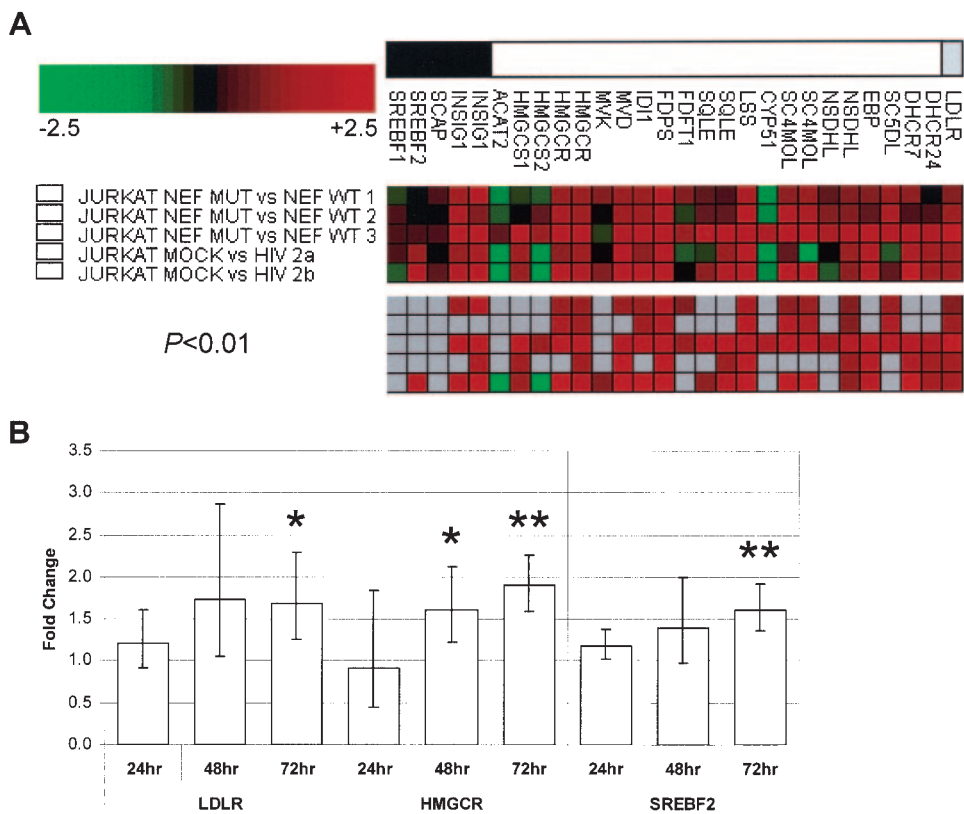 A
-2.5 +2.5
SREBF1
SREBF2
SCAP
INSIG1
INSIG1
ACAT2
HMGCS1
HMGCS2
HMGCR
HMGCR
MVK
MVD
IDI1
FDPS
FDFT1
SQLE
SQLE
LSS
CYP51
SC4MOL
SC4MOL
NSDHL
NSDHL
EBP
SC5DL
DHCR7
DHCR24
LDLR
JURKAT NEF MUT vs NEF WT 1
JURKAT NEF MUT vs NEF WT 2
JURKAT NEF MUT vs NEF WT 3
JURKAT MOCK vs HIV 2a
JURKAT MOCK vs HIV 2b
P<0.01
B
Fold Change
3.5
3.0
2.5
2.0
1.5
1.0
0.5
0.0
* * ** **
24hr 48hr 72hr 24hr 48hr 72hr 24hr 48hr 72hr
LDLR HMGCR SREBF2